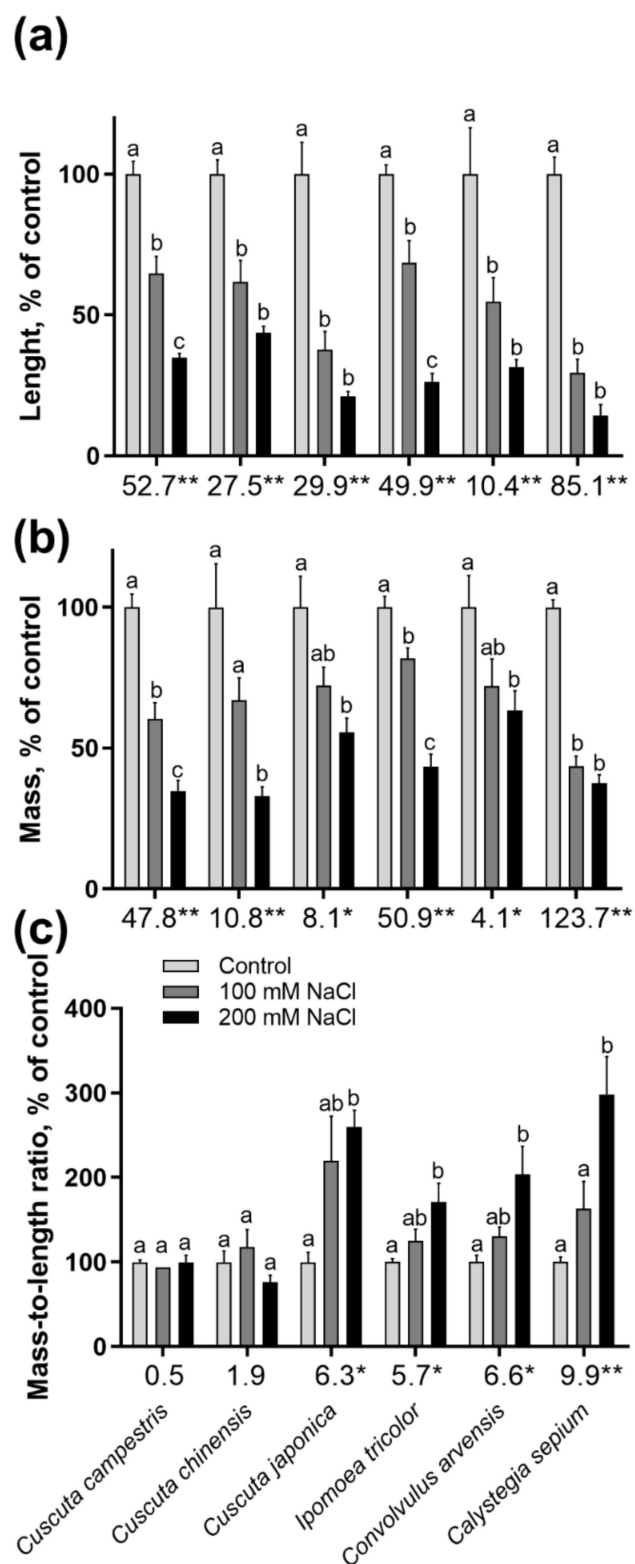 (a)
Lenght, % of control
100
50
0
a b c
a b b
a b b
a b c
a b b
a b b
52.7** 27.5** 29.9** 49.9** 10.4** 85.1**
(b)
Mass, % of control
100
50
0
a b c
a a b
a ab b
a b c
a ab b
a b b
47.8** 10.8** 8.1* 50.9** 4.1* 123.7**
(c)
Mass-to-length ratio, % of control
Control
100 mM NaCl
200 mM NaCl
400
300
200
100
0
a a a
a a a
a ab b
a ab b
a ab b
a a b
0.5 1.9 6.3* 5.7* 6.6* 9.9**
Cuscuta campestris
Cuscuta chinensis
Cuscuta japonica
Ipomoea tricolor
Convolvulus arvensis
Calystegia sepium